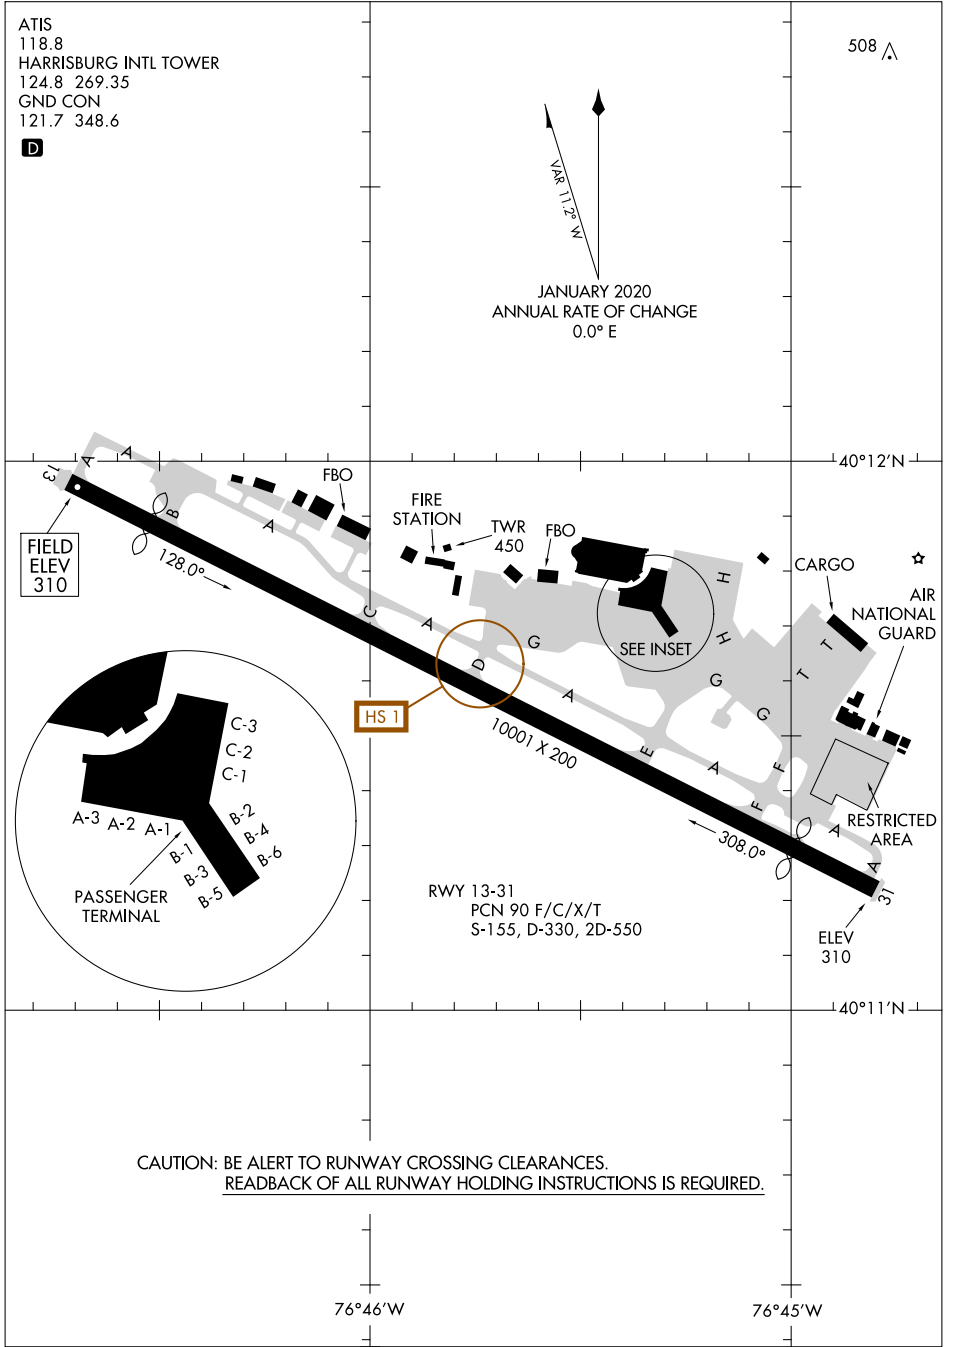 ATIS
118.8
HARRISBURG INTL TOWER
124.8 269.35
GND CON
121.7 348.6
D
508
VAR 11.2° W
JANUARY 2020
ANNUAL RATE OF CHANGE
0.0° E
40°12'N
13
A
A
FIELD
ELEV
310
B
A
128.0°
FBO
FIRE
STATION
TWR
450
FBO
CARGO
AIR
NATIONAL
GUARD
H
H
SEE INSET
C
A
D
G
HS 1
A
10001 X 200
E
A
G
G
T
T
F
F
A
A
RESTRICTED
AREA
308.0°
31
ELEV
310
C-3
C-2
C-1
A-3
A-2
A-1
B-2
B-4
B-6
B-1
B-3
B-5
PASSENGER
TERMINAL
RWY 13-31
PCN 90 F/C/X/T
S-155, D-330, 2D-550
40°11'N
CAUTION: BE ALERT TO RUNWAY CROSSING CLEARANCES.
READBACK OF ALL RUNWAY HOLDING INSTRUCTIONS IS REQUIRED.
76°46'W
76°45'W